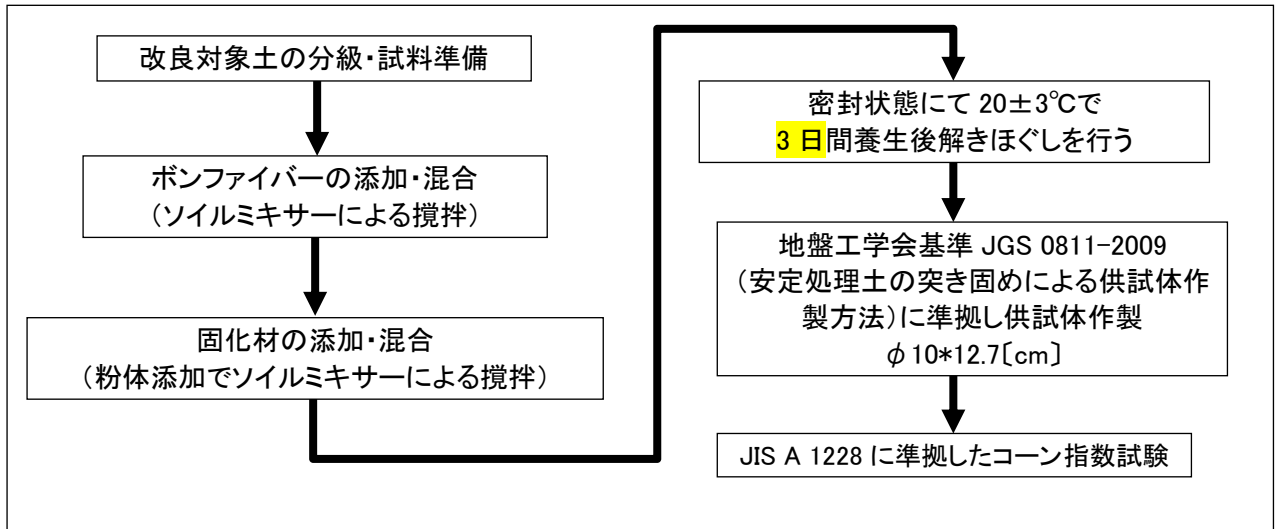 改良対象土の分級・試料準備
ボンファイバーの添加・混合
（ソイルミキサーによる撹拌）
固化材の添加・混合
（粉体添加でソイルミキサーによる撹拌）
密封状態にて 20±3℃で
3 日間養生後解きほぐしを行う
地盤工学会基準 JGS 0811-2009
（安定処理土の突き固めによる供試体作
製方法）に準拠し供試体作製
φ10*12.7〔cm〕
JIS A 1228 に準拠したコーン指数試験